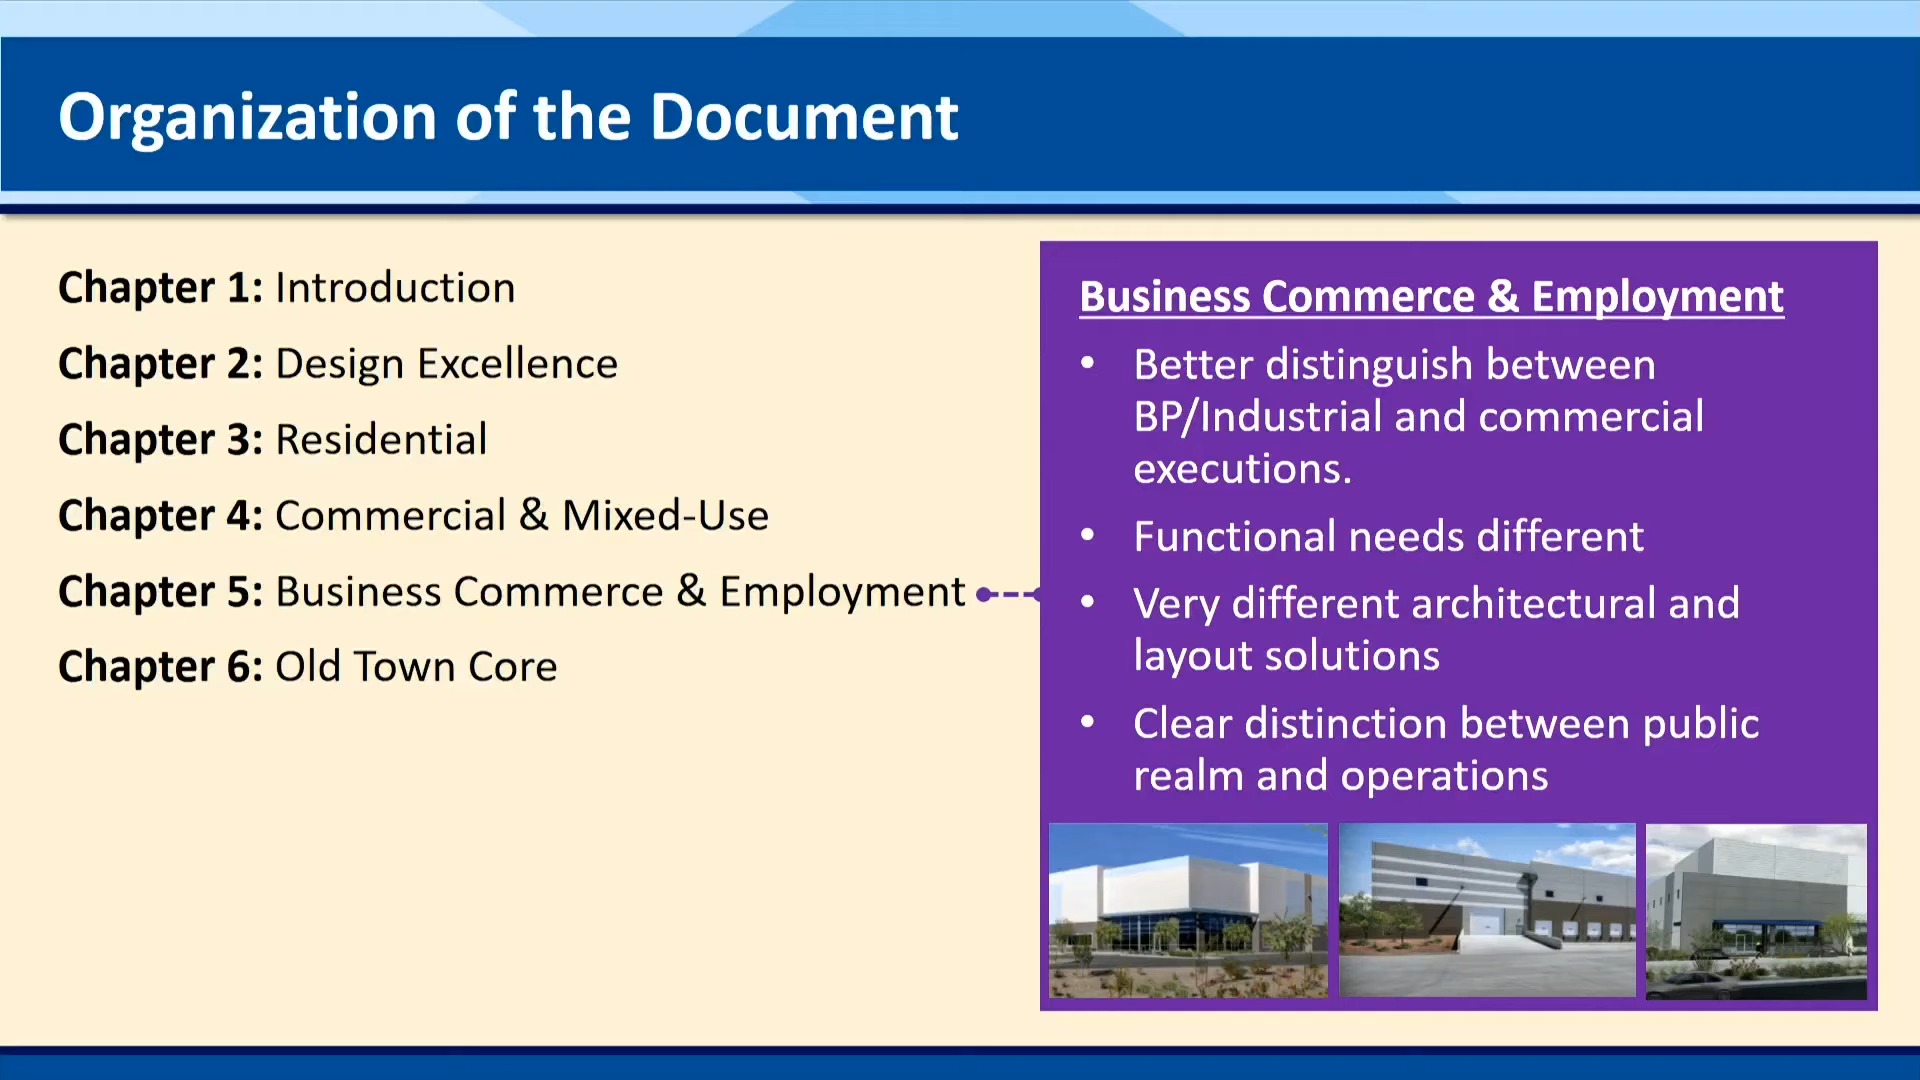 Organization of the Document
Chapter 1: Introduction
Chapter 2: Design Excellence
Chapter 3: Residential
Chapter 4: Commercial & Mixed-Use
Chapter 5: Business Commerce & Employment
Chapter 6: Old Town Core
Business Commerce & Employment
• Better distinguish between
BP/Industrial and commercial
executions.
• Functional needs different
• Very different architectural and
layout solutions
• Clear distinction between public
realm and operations